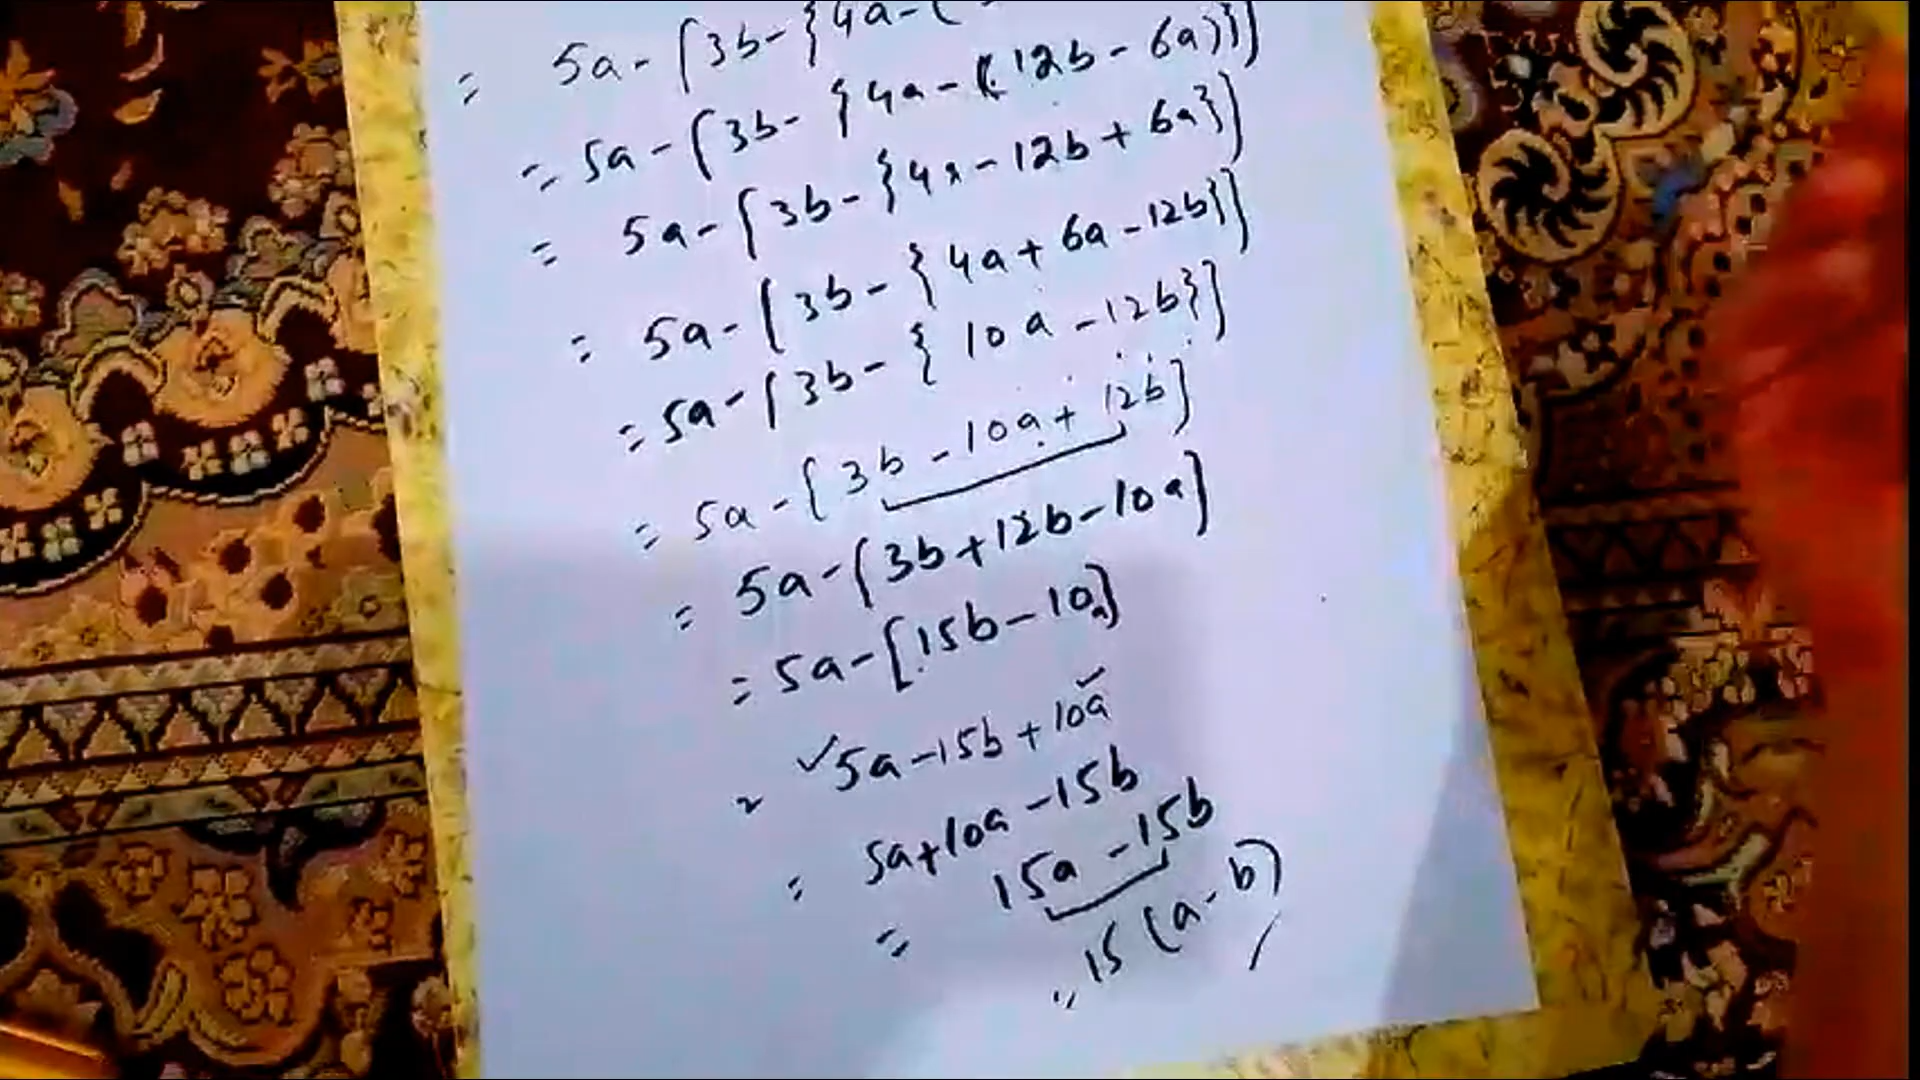 = 5a - [3b - {4a - (
= 5a - [3b - {4a - (12b - 6a)}]
= 5a - [3b - {4a - 12b + 6a}]
= 5a - [3b - {4a + 6a - 12b}]
= 5a - [3b - {10a - 12b}]
= 5a - [3b - 10a + 12b]
= 5a - [3b + 12b - 10a]
= 5a - [15b - 10a]
= 5a - 15b + 10a
= 5a + 10a - 15b
= 15a - 15b
= 15 (a - b)